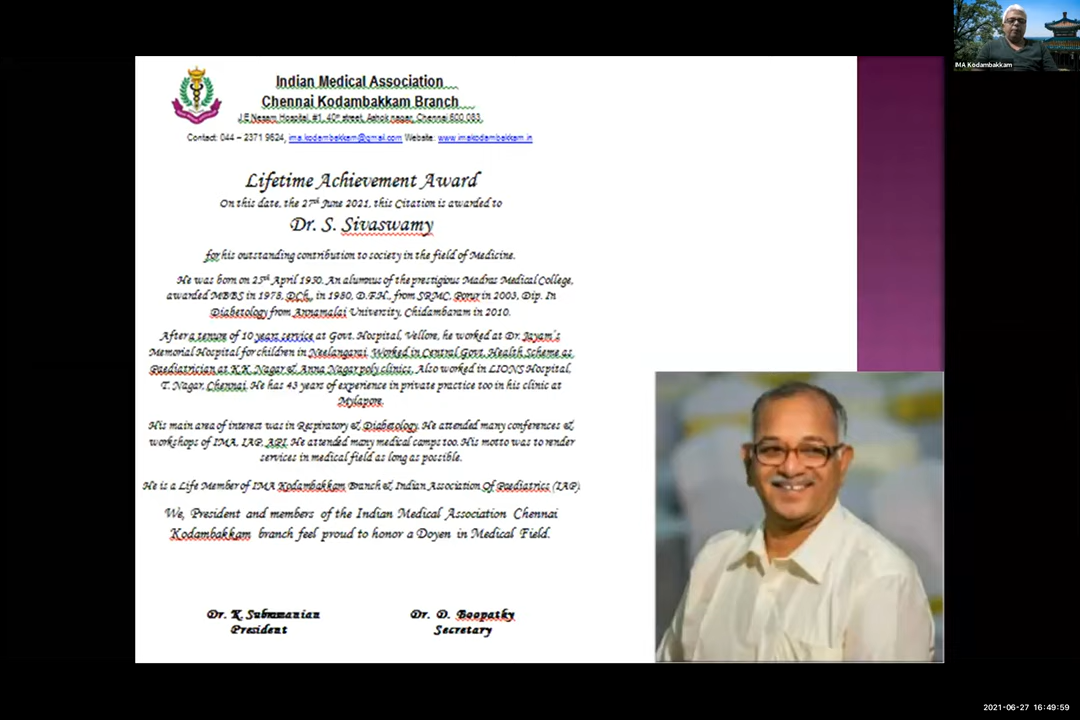 Indian Medical Association
Chennai Kodambakkam Branch
J.E.Nesam Hospital, #1, 40th street, Ashok nagar, Chennai 600 083.
Contact: 044 – 2371 9624, ima.kodambakkam@gmail.com Website: www.imakodambakkam.in
Lifetime Achievement Award
On this date, the 27th June 2021, this Citation is awarded to
Dr. S. Sivaswamy
for his outstanding contribution to society in the field of Medicine.
He was born on 25th April 1950. An alumnus of the prestigious Madras Medical College,
awarded MBBS in 1978, DCh., in 1980, D.F.H., from SRMC, Porur in 2003, Dip. In
Diabetology from Annamalai University, Chidambaram in 2010.
After a tenure of 10 years service at Govt. Hospital, Vellore, he worked at Dr. Jayam's
Memorial Hospital for children in Neelangarai. Worked in Central Govt. Health Scheme as
Paediatrician at K.K. Nagar & Anna Nagar poly clinics. Also worked in LIONS Hospital,
T. Nagar, Chennai. He has 43 years of experience in private practice too in his clinic at
Mylapore.
His main area of interest was in Respiratory & Diabetology. He attended many conferences &
workshops of IMA, IAP, API. He attended many medical camps too. His motto was to render
services in medical field as long as possible.
He is a Life Member of IMA Kodambakkam Branch & Indian Association Of Paediatrics (IAP).
We, President and members of the Indian Medical Association Chennai
Kodambakkam branch feel proud to honor a Doyen in Medical Field.
Dr. K. Submanian
President
Dr. D. Boopathy
Secretary
IMA Kodambakkam
2021-06-27 16:49:59